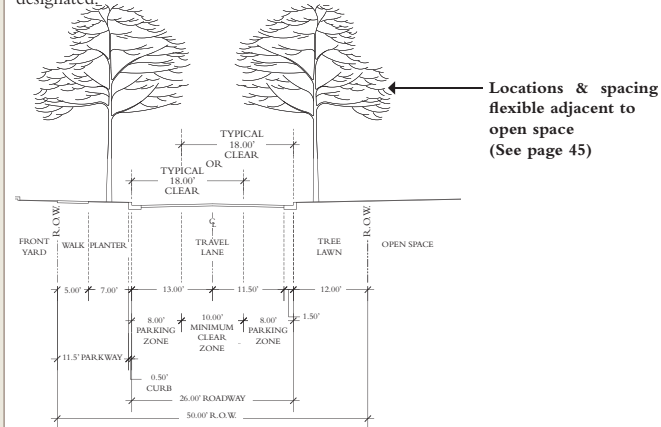 designated.
Locations & spacing
flexible adjacent to
open space
(See page 45)
TYPICAL
18.00'
CLEAR
OR
TYPICAL
18.00'
CLEAR
R.O.W.
R.O.W.
℄
FRONT
YARD
WALK
PLANTER
TRAVEL
LANE
TREE
LAWN
OPEN SPACE
5.00'
7.00'
13.00'
11.50'
12.00'
1.50'
8.00'
PARKING
ZONE
10.00'
MINIMUM
CLEAR
ZONE
8.00'
PARKING
ZONE
11.5' PARKWAY
0.50'
CURB
26.00' ROADWAY
50.00' R.O.W.